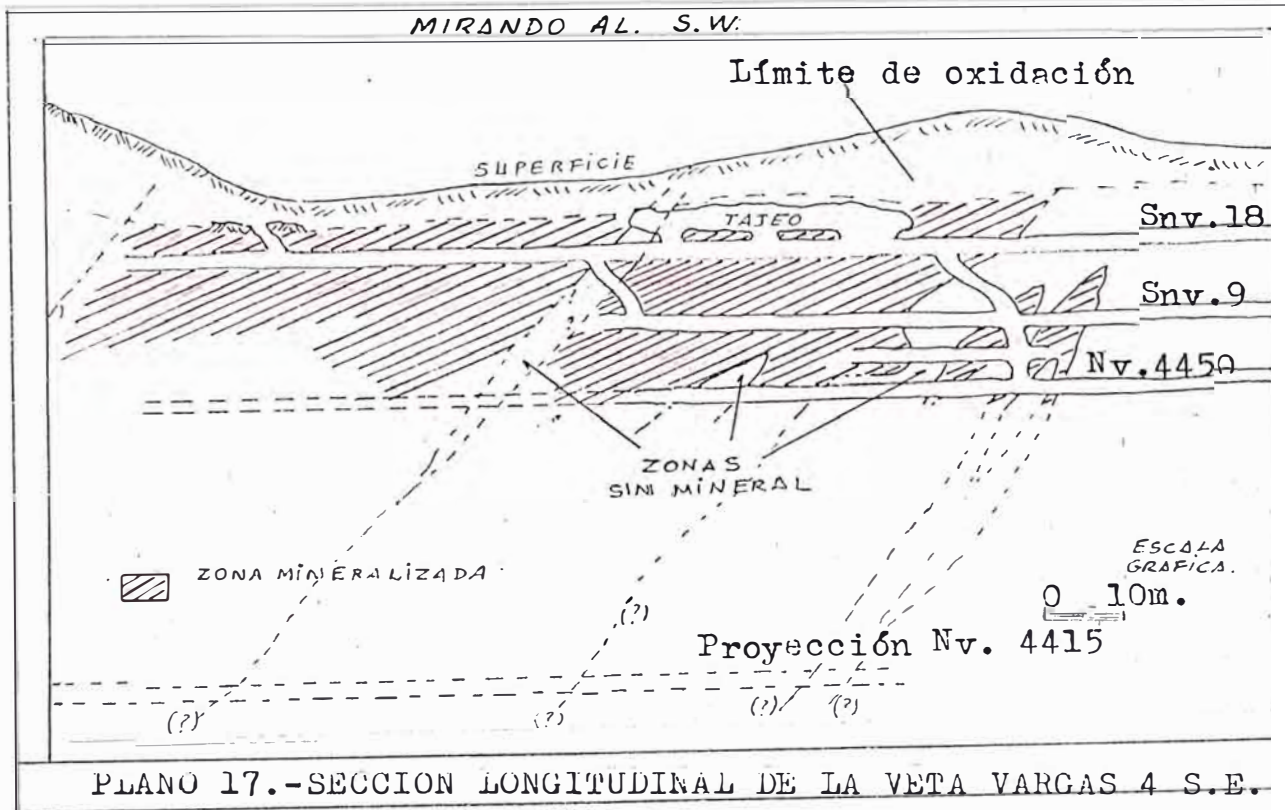 MIRANDO AL. S.W.
Límite de oxidación
SUPERFICIE
TAJEO
Snv.18
Snv.9
Nv.4450
ZONAS
SIN MINERAL
ZONA MINERALIZADA
ESCALA
GRAFICA.
0 10m.
(?)
Proyección Nv. 4415
(?) (?) (?) (?)
PLANO 17.-SECCION LONGITUDINAL DE LA VETA VARGAS 4 S.E.